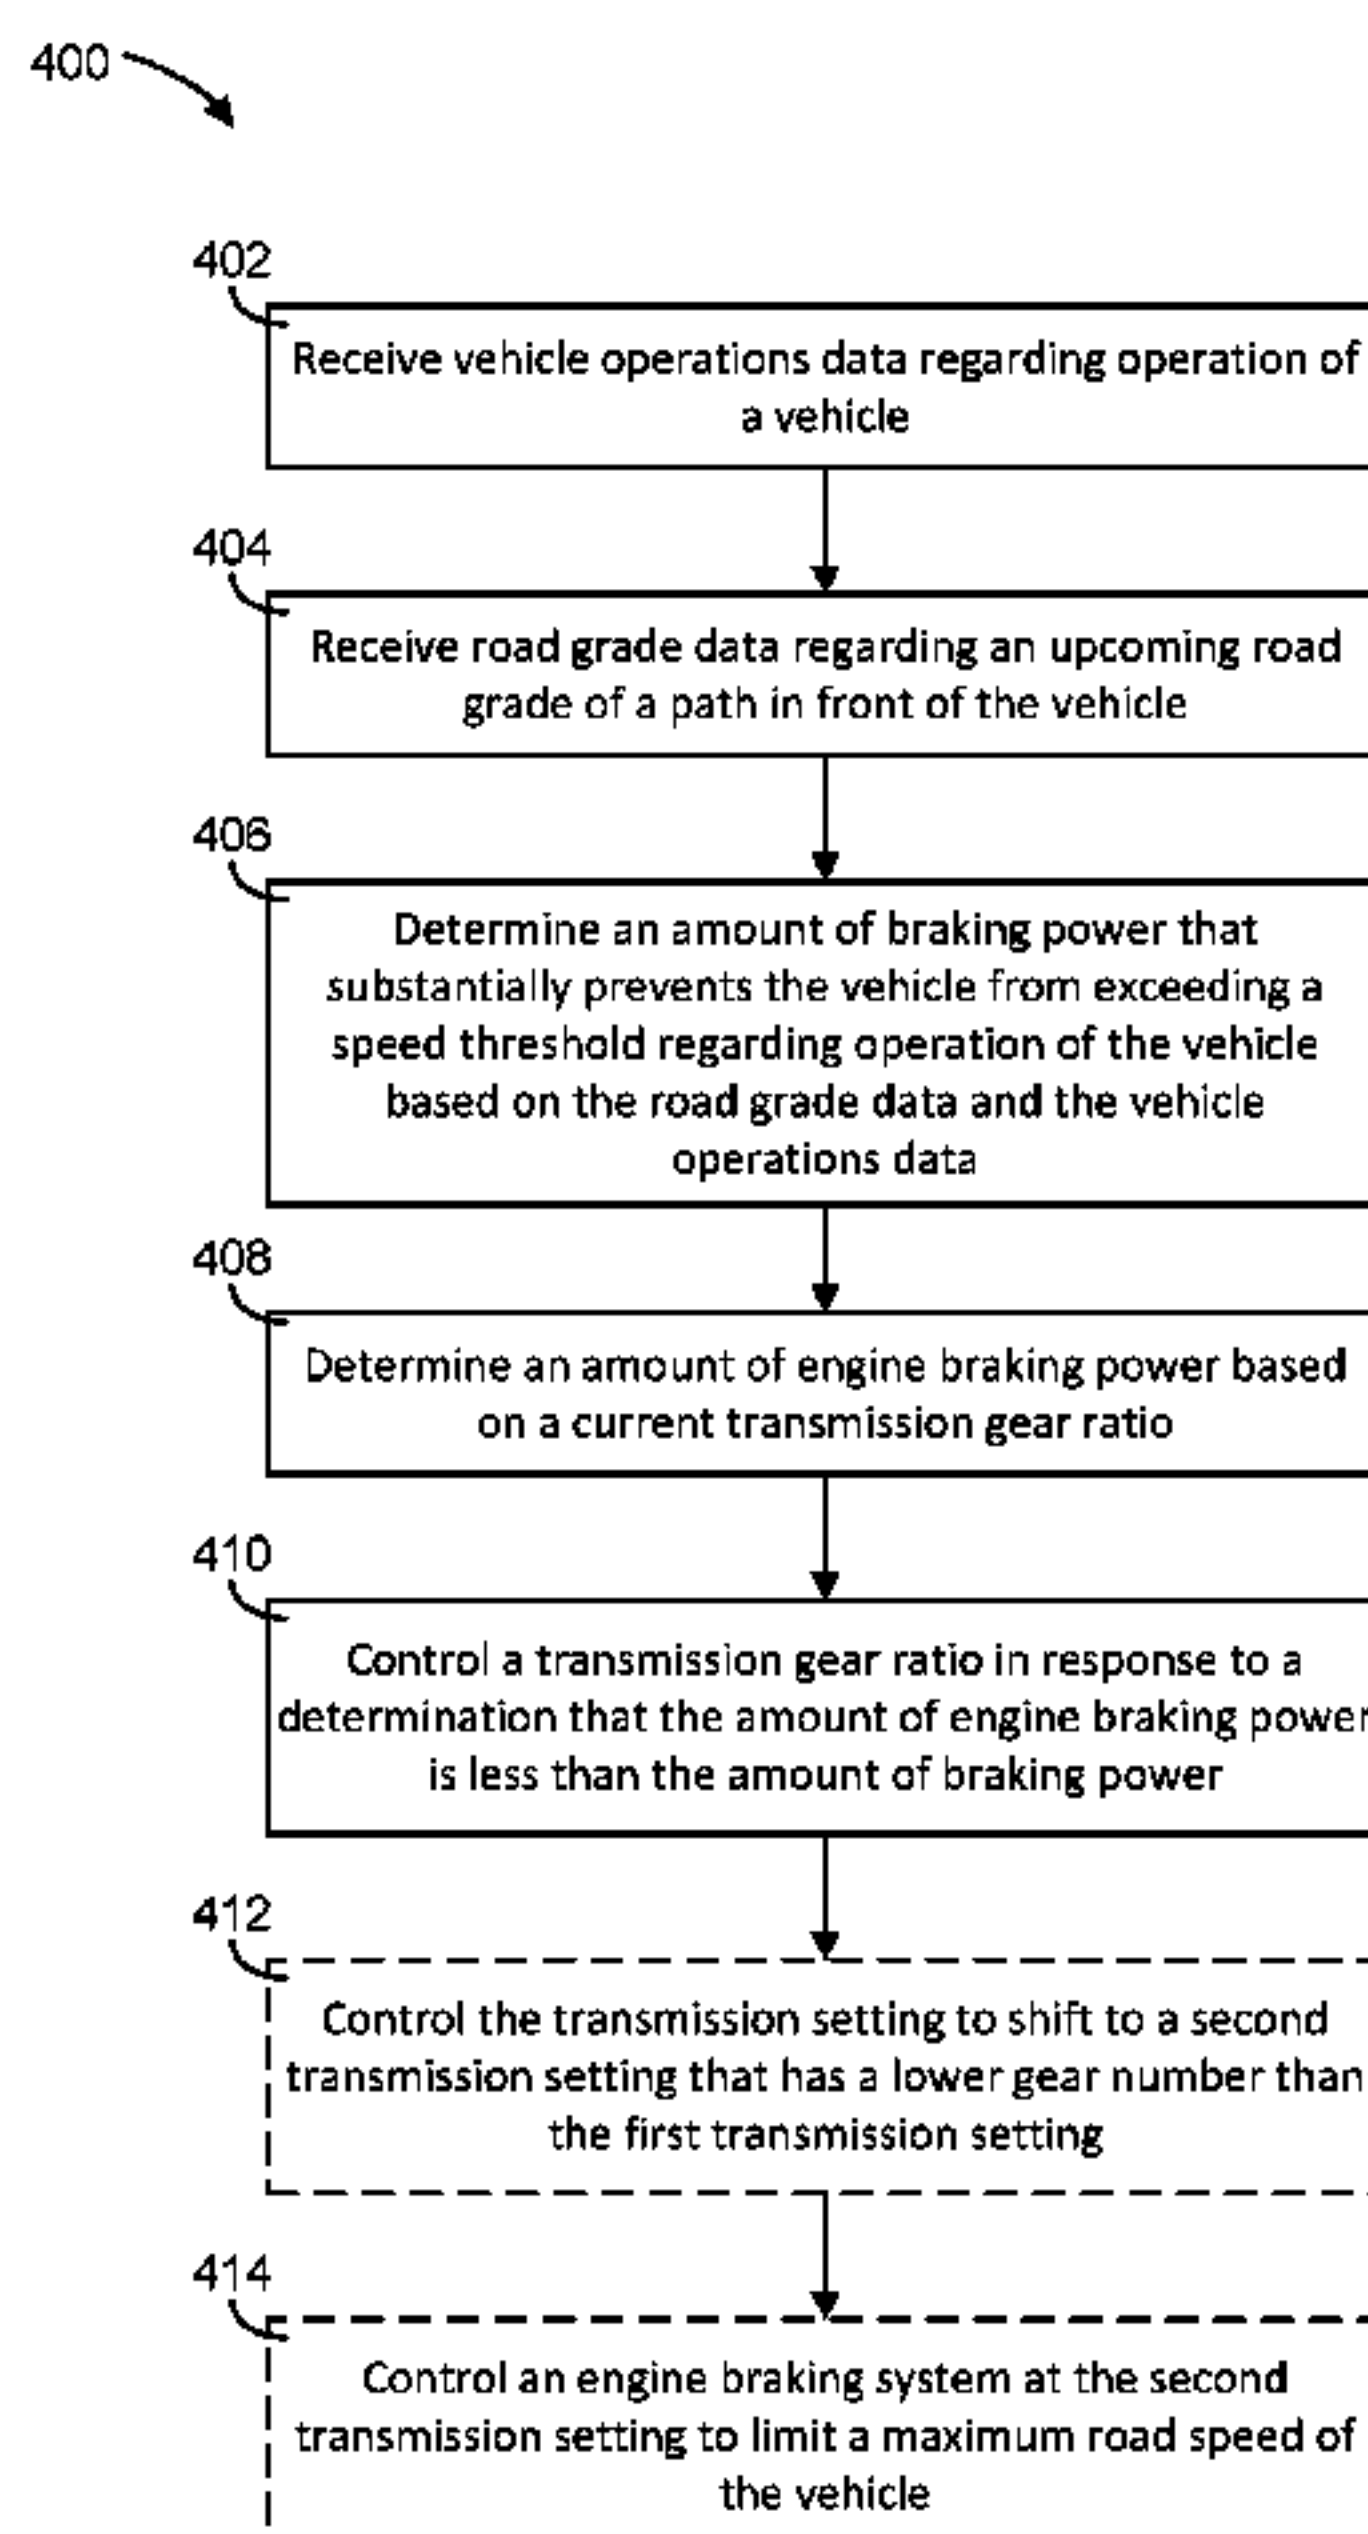 400
402
Receive vehicle operations data regarding operation of
a vehicle
404
Receive road grade data regarding an upcoming road
grade of a path in front of the vehicle
406
Determine an amount of braking power that
substantially prevents the vehicle from exceeding a
speed threshold regarding operation of the vehicle
based on the road grade data and the vehicle
operations data
408
Determine an amount of engine braking power based
on a current transmission gear ratio
410
Control a transmission gear ratio in response to a
determination that the amount of engine braking power
is less than the amount of braking power
412
Control the transmission setting to shift to a second
transmission setting that has a lower gear number than
the first transmission setting
414
Control an engine braking system at the second
transmission setting to limit a maximum road speed of
the vehicle